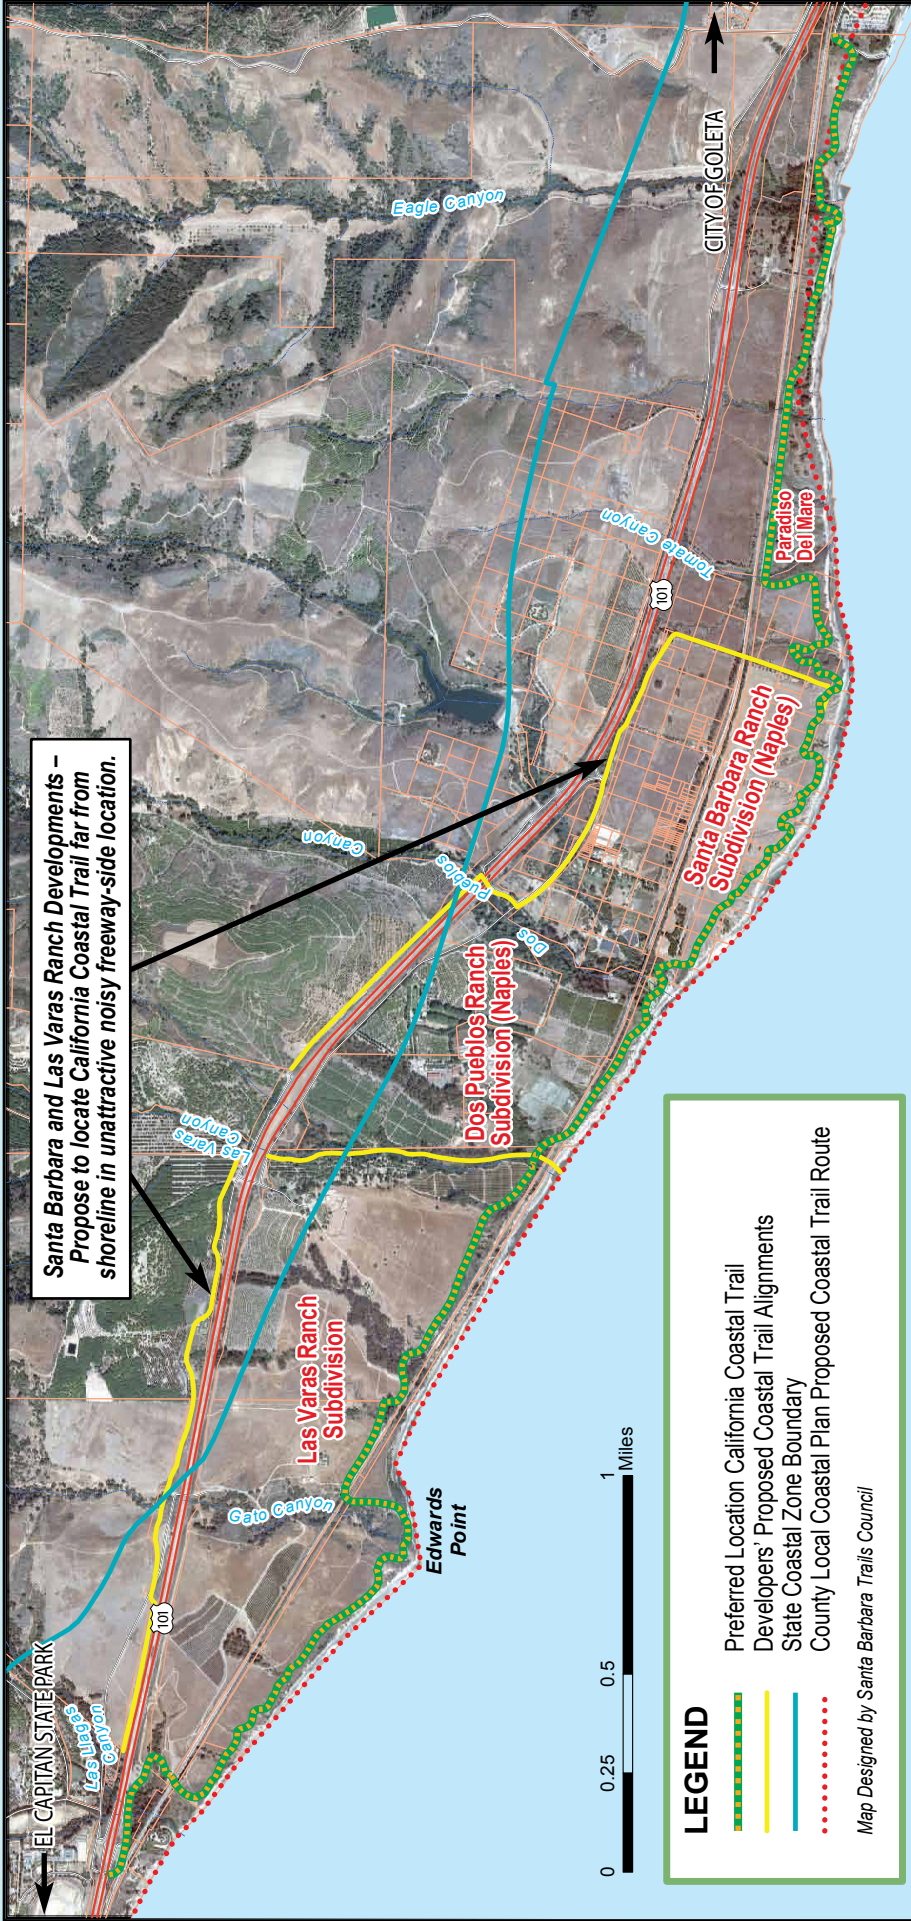 Santa Barbara and Las Varas Ranch Developments –
Propose to locate California Coastal Trail far from
shoreline in unattractive noisy freeway-side location.
EL CAPITAN STATE PARK
Las Llagas
Canyon
101
Gato Canyon
Las Varas Ranch
Subdivision
Edwards
Point
Las Varas
Canyon
Dos Pueblos Ranch
Subdivision (Naples)
Dos
Pueblos
Canyon
Santa Barbara Ranch
Subdivision (Naples)
101
Tomate Canyon
Paradiso
Del Mare
Eagle Canyon
CITY OF GOLETA
0 0.25 0.5 1
Miles
LEGEND
Preferred Location California Coastal Trail
Developers' Proposed Coastal Trail Alignments
State Coastal Zone Boundary
County Local Coastal Plan Proposed Coastal Trail Route
Map Designed by Santa Barbara Trails Council